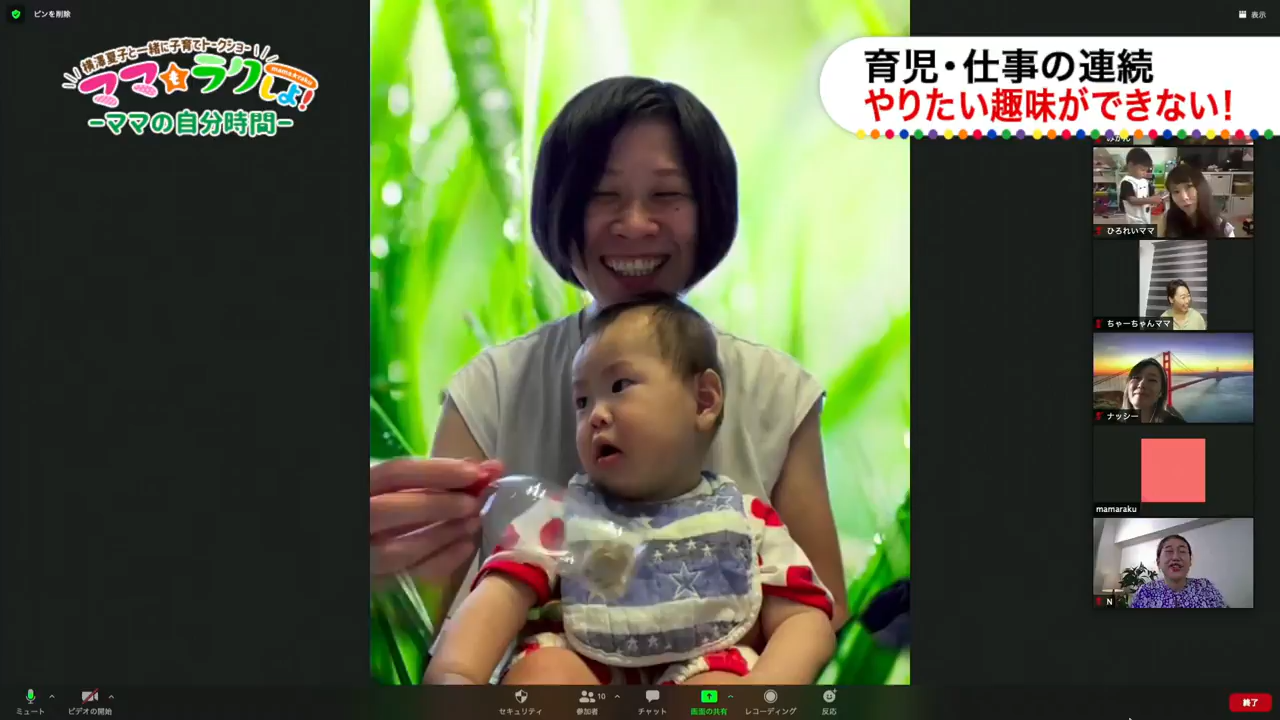 ピンを削除
表示
横澤夏子と一緒に子育てトークショー
ママ☆ラクしよ!
mama★raku
-ママの自分時間-
育児・仕事の連続
やりたい趣味ができない!
みかん
ひろれいママ
ちゃーちゃんママ
ナッシー
mamaraku
N
ミュート
ビデオの開始
セキュリティ
10
参加者
チャット
画面の共有
レコーディング
反応
終了